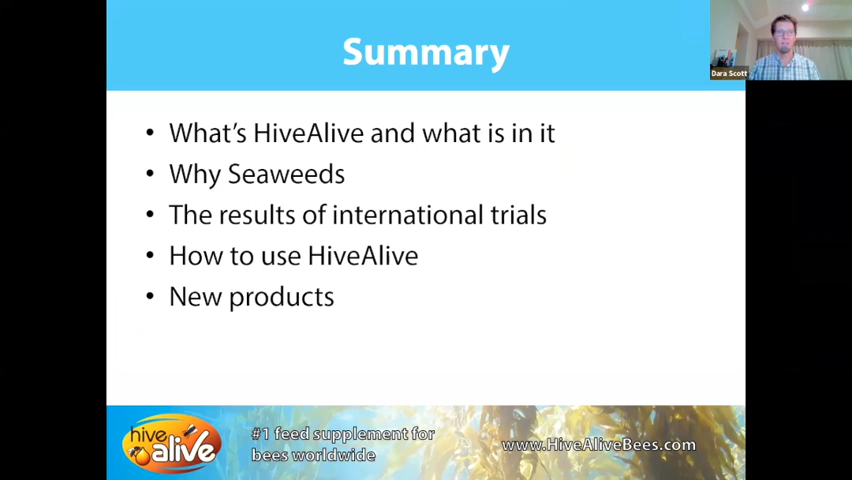 Summary
Dara Scott
• What's HiveAlive and what is in it
• Why Seaweeds
• The results of international trials
• How to use HiveAlive
• New products
hive
alive
#1 feed supplement for
bees worldwide
www.HiveAliveBees.com